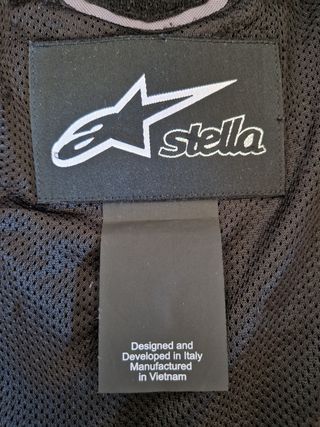 stella
Designed and
Developed in Italy
Manufactured
in Vietnam